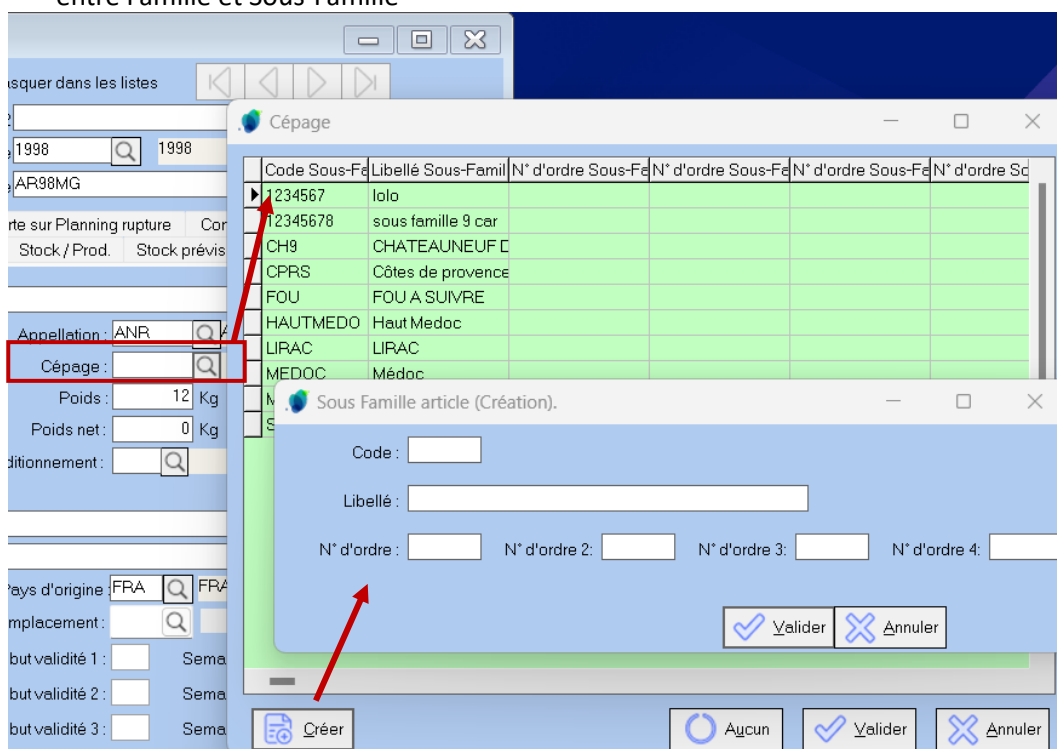 entre Famille et Sous-Famille
asquer dans les listes
1998 1998
AR98MG
rte sur Planning rupture Cor
Stock / Prod. Stock prévis
Appellation : ANR
Cépage :
Poids : 12 Kg
Poids net : 0 Kg
ditionnement :
Pays d'origine : FRA FRA
mplacement :
but validité 1 : Sema
but validité 2 : Sema
but validité 3 : Sema
Cépage
Code Sous-Fa Libellé Sous-Famil N° d'ordre Sous-Fa N° d'ordre Sous-Fa N° d'ordre Sous-Fa N° d'ordre So
1234567 lolo
12345678 sous famille 9 car
CH9 CHATEAUNEUF D
CPRS Côtes de provence
FOU FOU A SUIVRE
HAUTMEDO Haut Medoc
LIRAC LIRAC
MEDOC Médoc
M
S
Sous Famille article (Création).
Code :
Libellé :
N° d'ordre : N° d'ordre 2: N° d'ordre 3: N° d'ordre 4:
Valider Annuler
Créer Aucun Valider Annuler